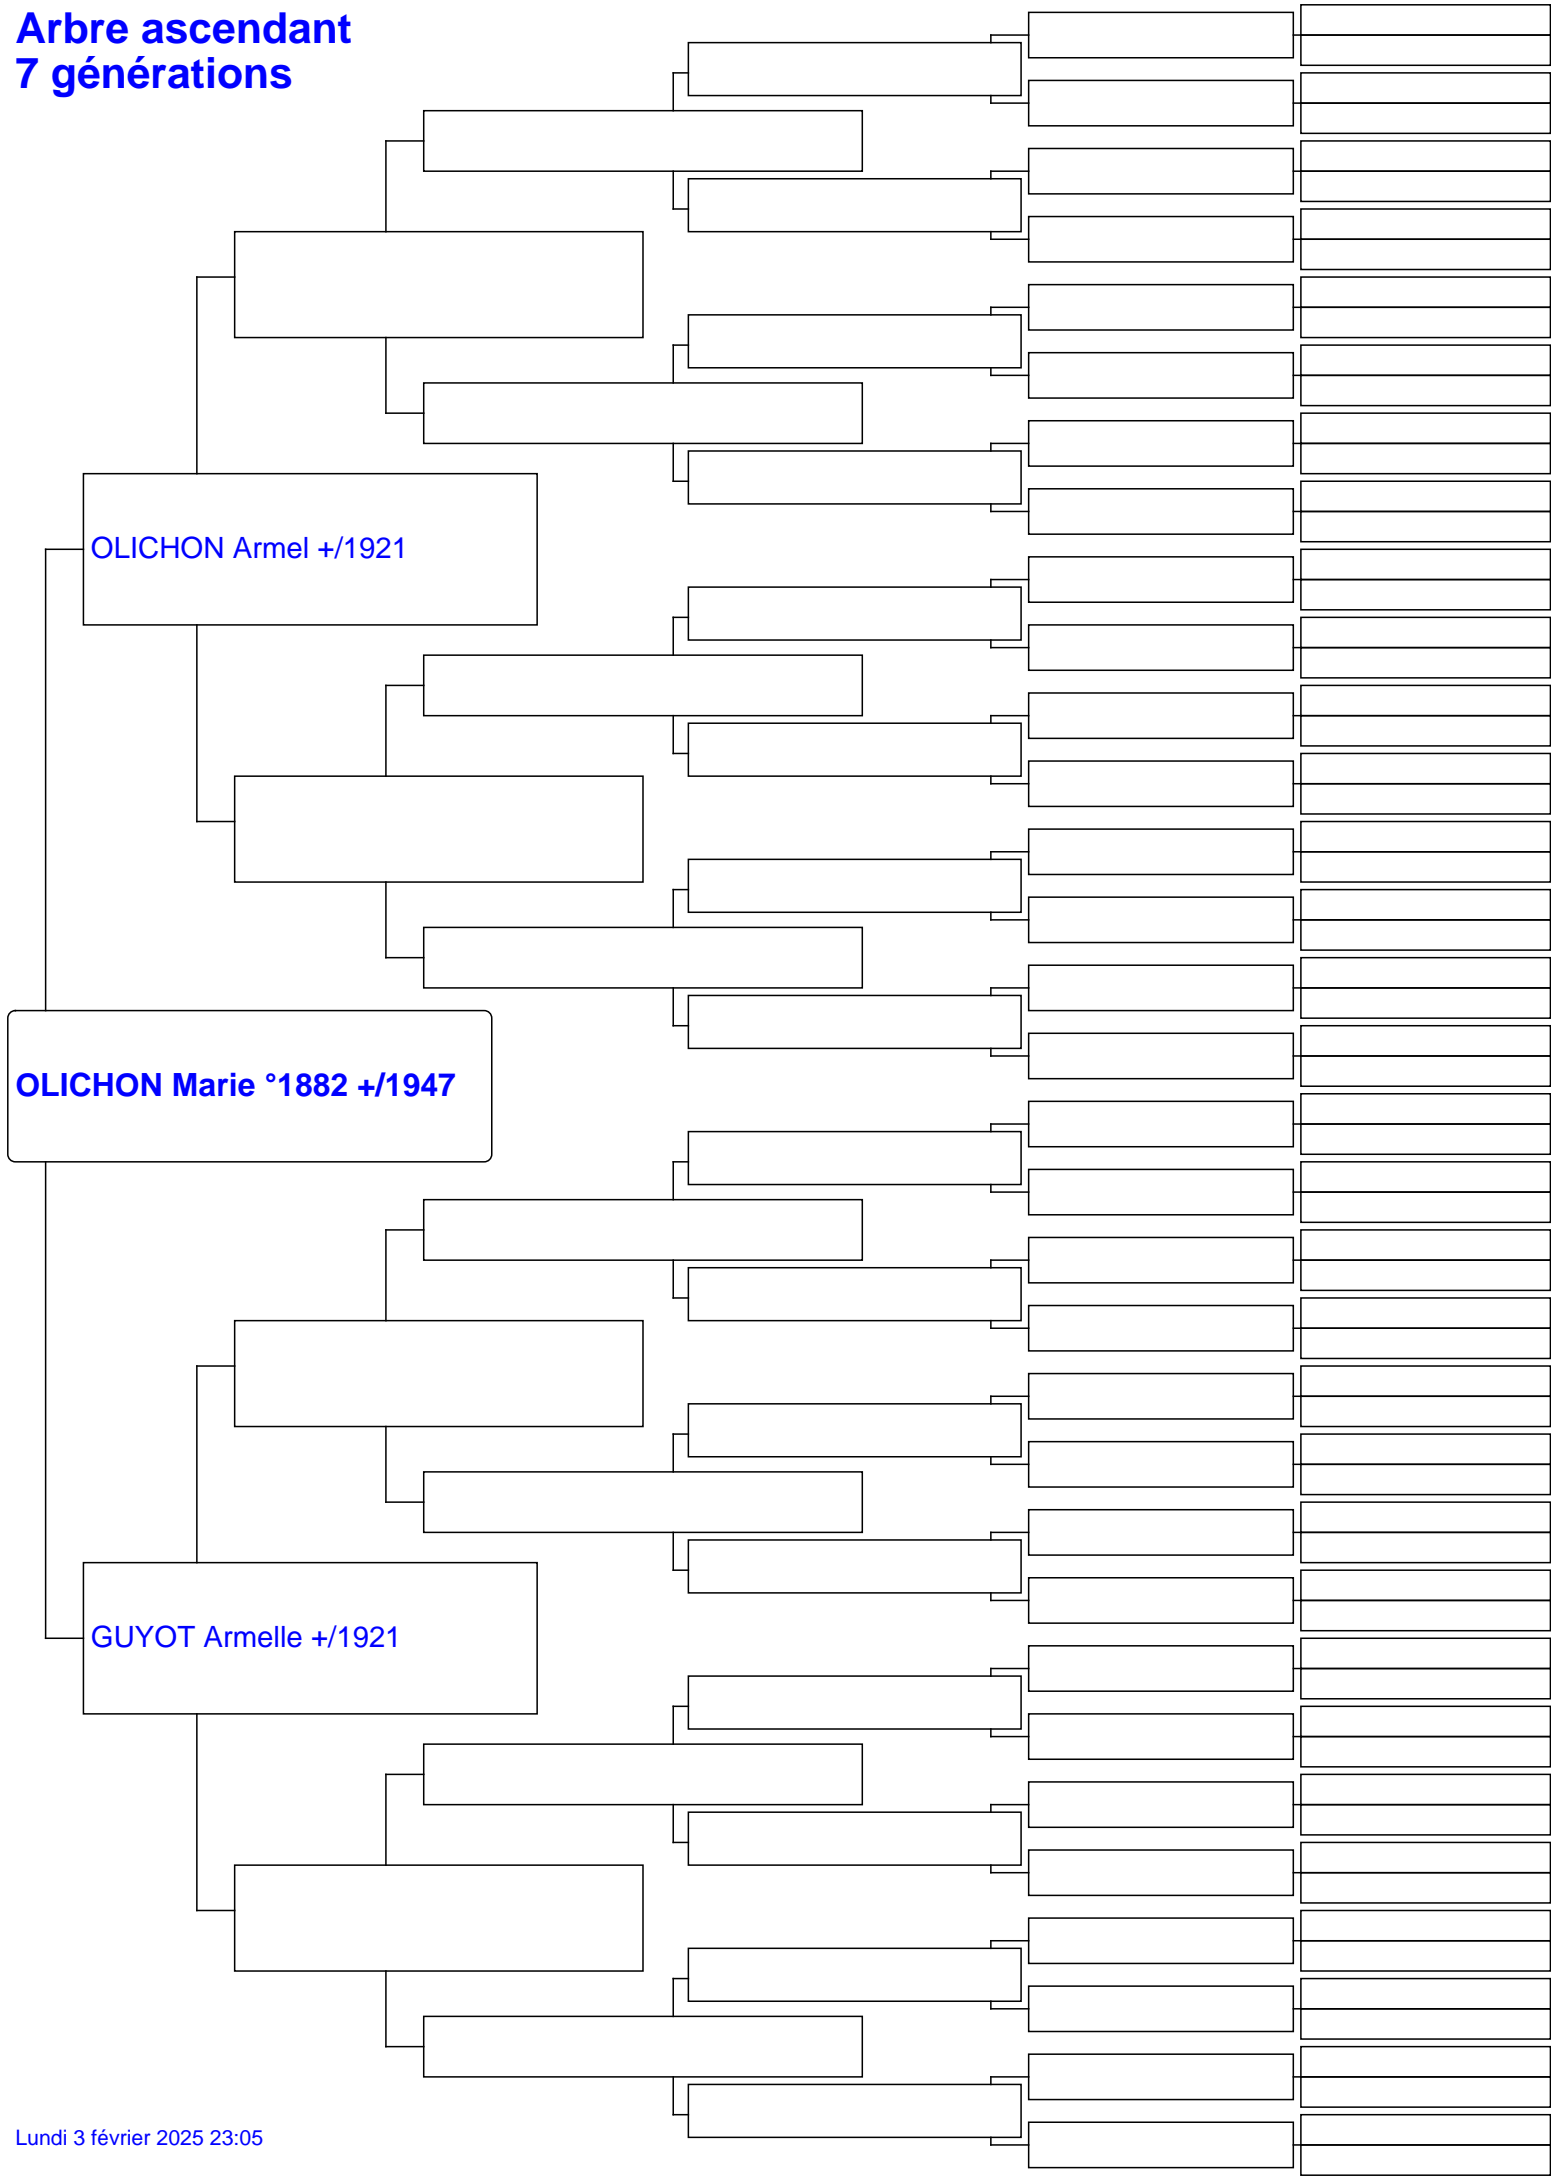 Arbre ascendant
7 générations
OLICHON Armel +/1921
OLICHON Marie °1882 +/1947
GUYOT Armelle +/1921
Lundi 3 février 2025 23:05